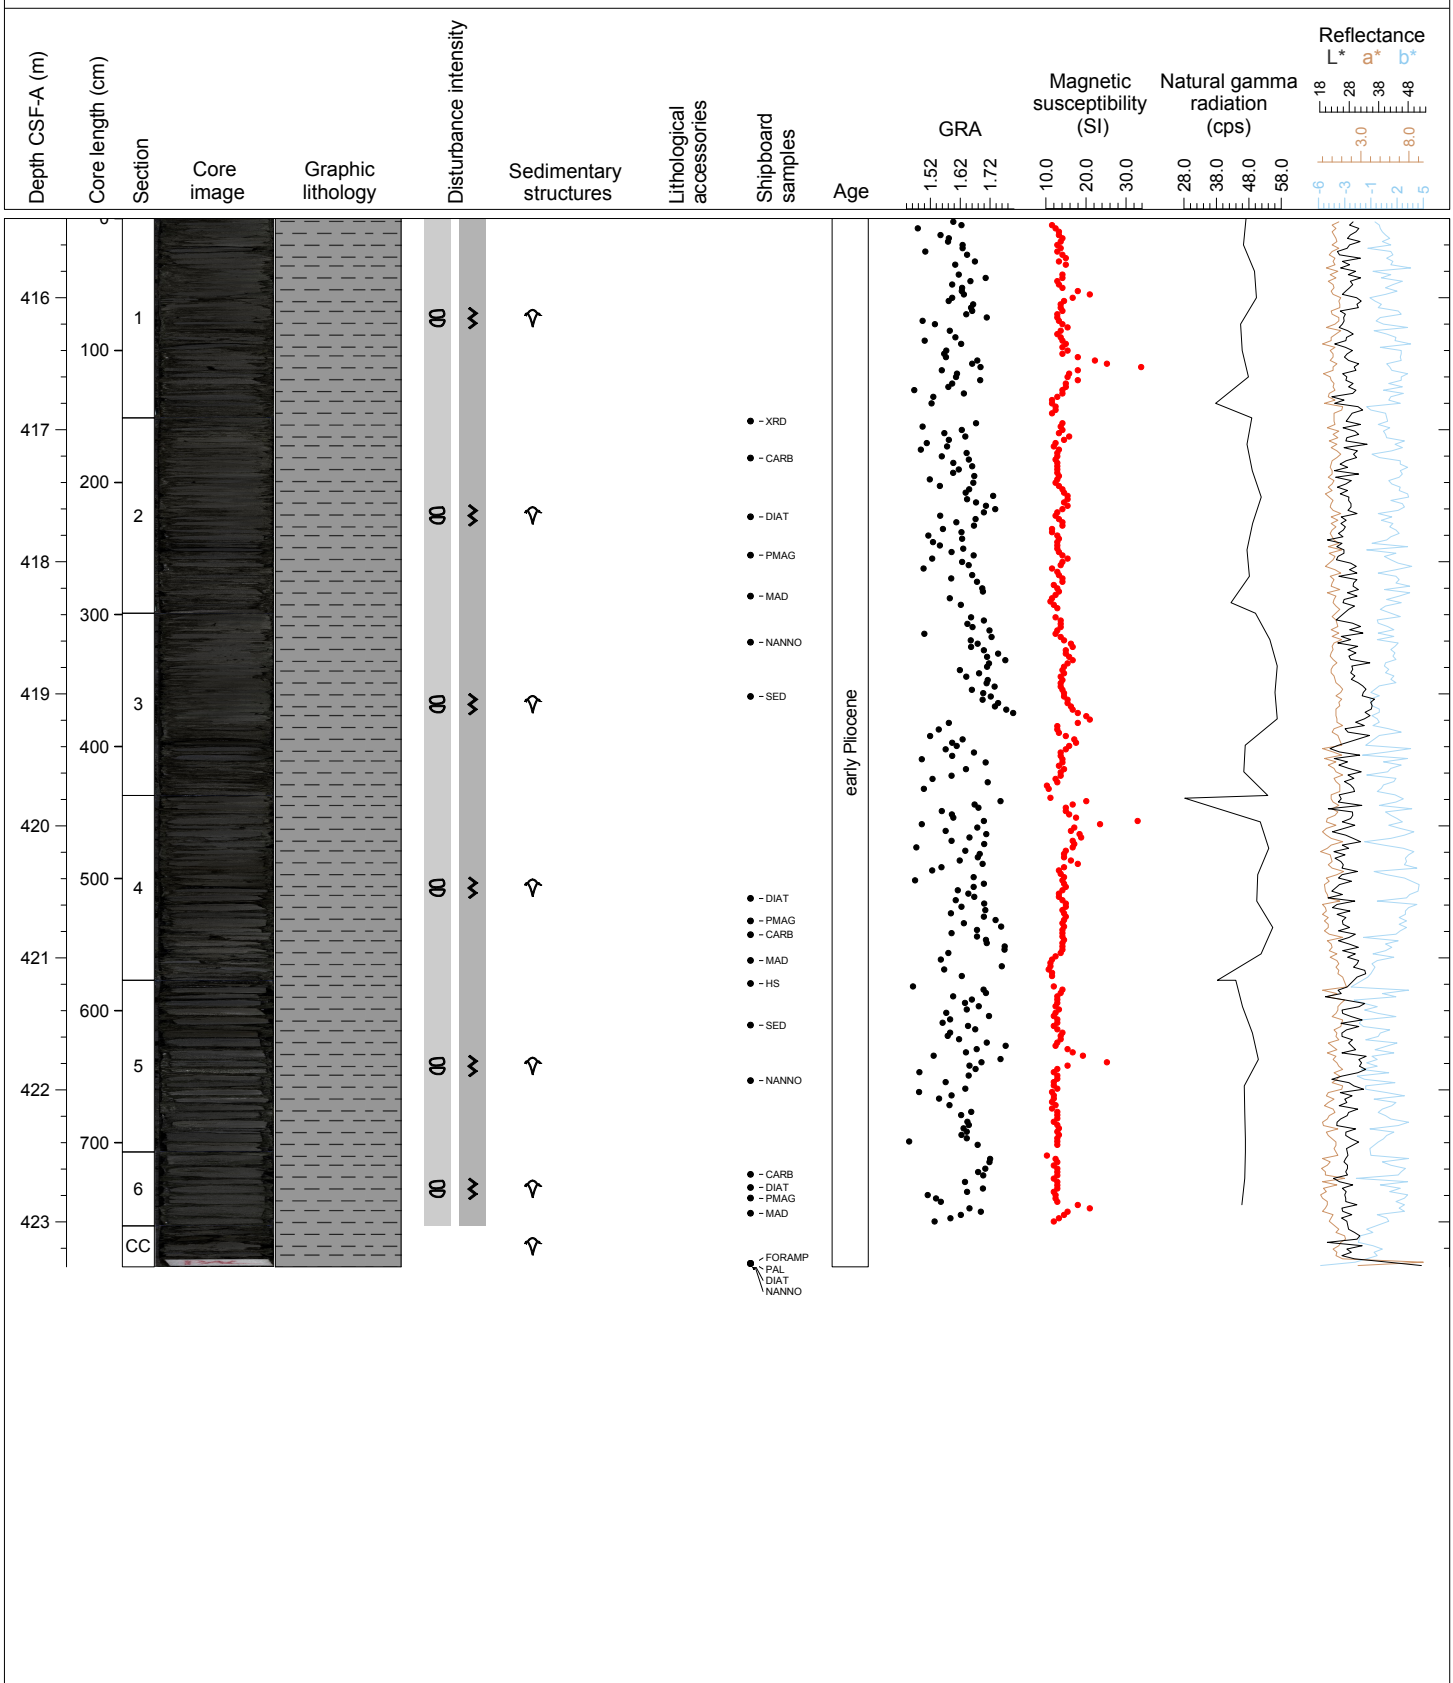 Depth CSF-A (m)
Core length (cm)
Section
Core
image
Graphic
lithology
Disturbance intensity
Sedimentary
structures
Lithological
accessories
Shipboard
samples
Age
GRA
1.52 1.62 1.72
Magnetic
susceptibility
(SI)
10.0 20.0 30.0
Natural gamma
radiation
(cps)
28.0 38.0 48.0 58.0
Reflectance
L* a* b*
18 28 38 48
3.0 8.0
-6 -3 -1 2 5
0
416
1
100
417
XRD
CARB
200
2
DIAT
418
PMAG
MAD
300
NANNO
419
SED
3
early Pliocene
400
420
500
4
DIAT
PMAG
CARB
421
MAD
HS
600
SED
5
422
NANNO
700
CARB
6
DIAT
PMAG
423
MAD
CC
FORAMP
PAL
DIAT
NANNO